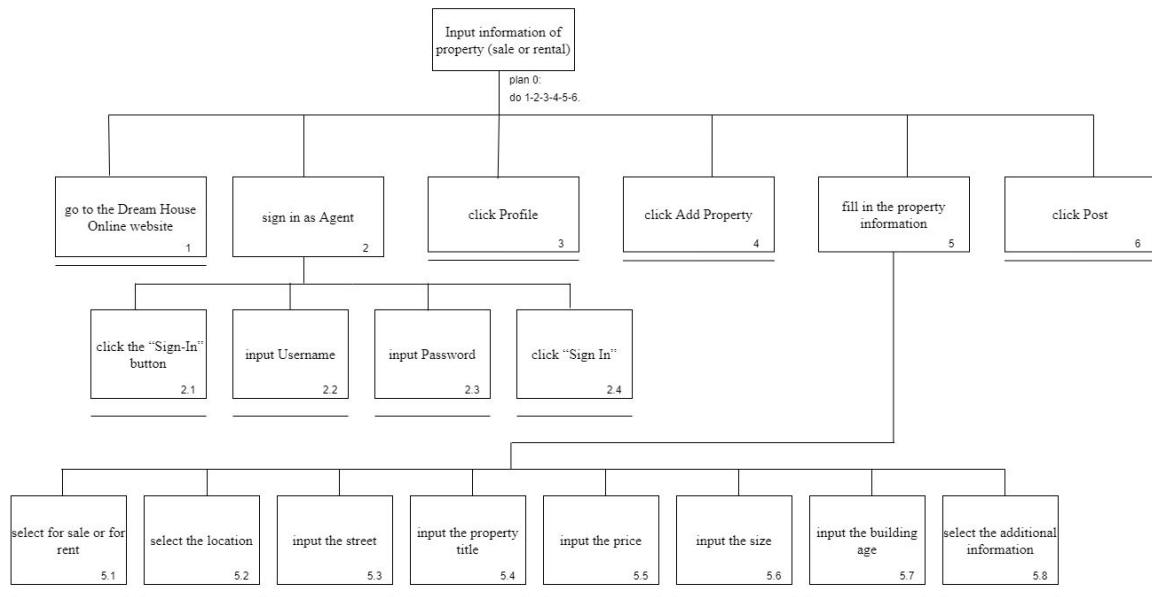 Input information of
property (sale or rental)
plan 0:
do 1-2-3-4-5-6.
go to the Dream House
Online website
1
sign in as Agent
2
click Profile
3
click Add Property
4
fill in the property
information
5
click Post
6
click the “Sign-In”
button
2.1
input Username
2.2
input Password
2.3
click “Sign In”
2.4
select for sale or for
rent
5.1
select the location
5.2
input the street
5.3
input the property
title
5.4
input the price
5.5
input the size
5.6
input the building
age
5.7
select the additional
information
5.8